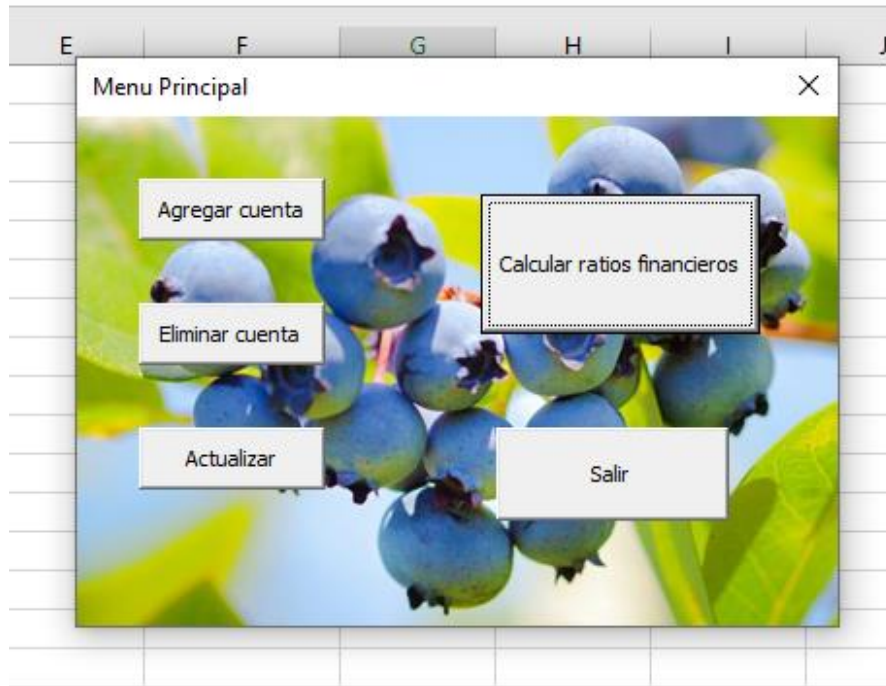 E F G H I J
Menu Principal
Agregar cuenta
Calcular ratios financieros
Eliminar cuenta
Actualizar
Salir